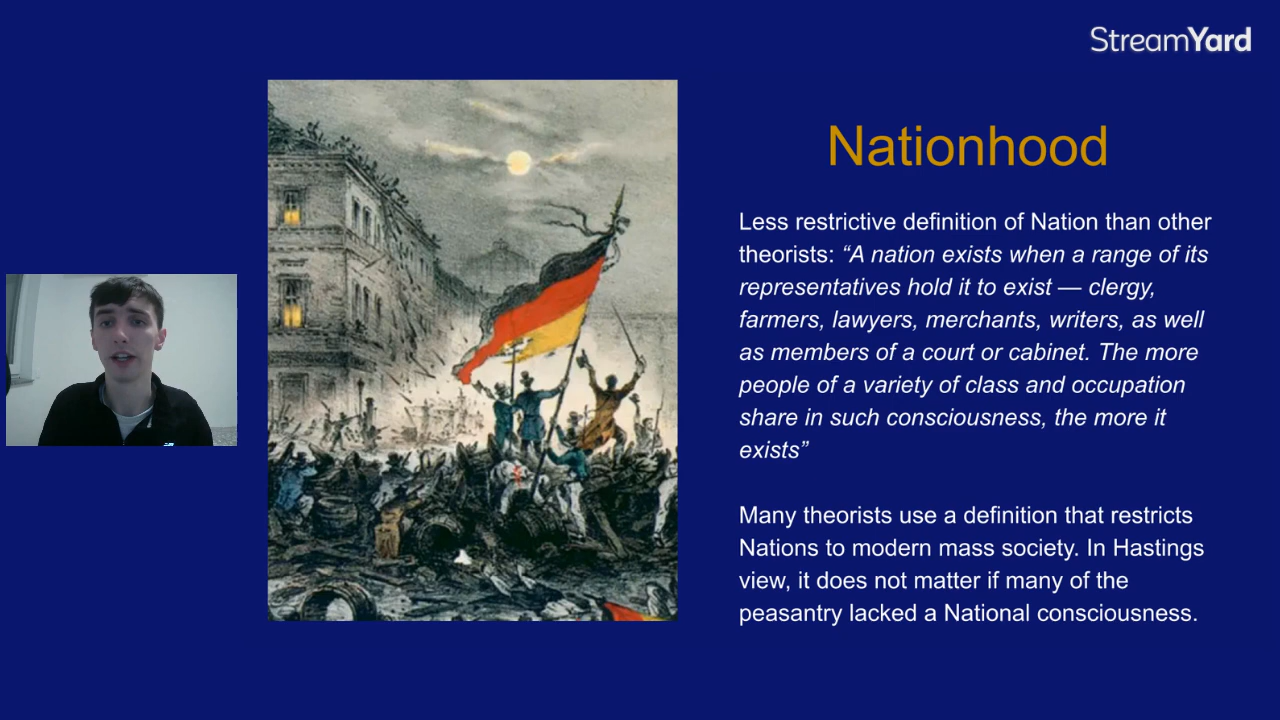 StreamYard
Nationhood
Less restrictive definition of Nation than other
theorists: “A nation exists when a range of its
representatives hold it to exist — clergy,
farmers, lawyers, merchants, writers, as well
as members of a court or cabinet. The more
people of a variety of class and occupation
share in such consciousness, the more it
exists”
Many theorists use a definition that restricts
Nations to modern mass society. In Hastings
view, it does not matter if many of the
peasantry lacked a National consciousness.